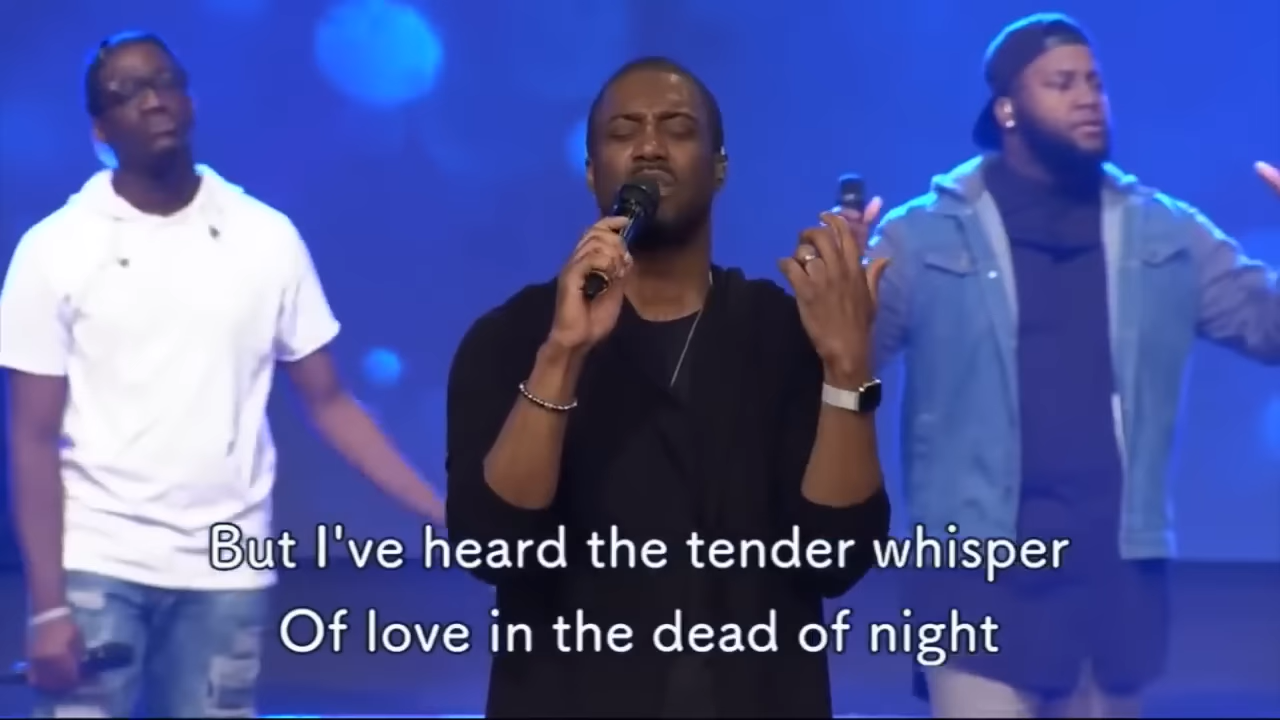 But I've heard the tender whisper
Of love in the dead of night